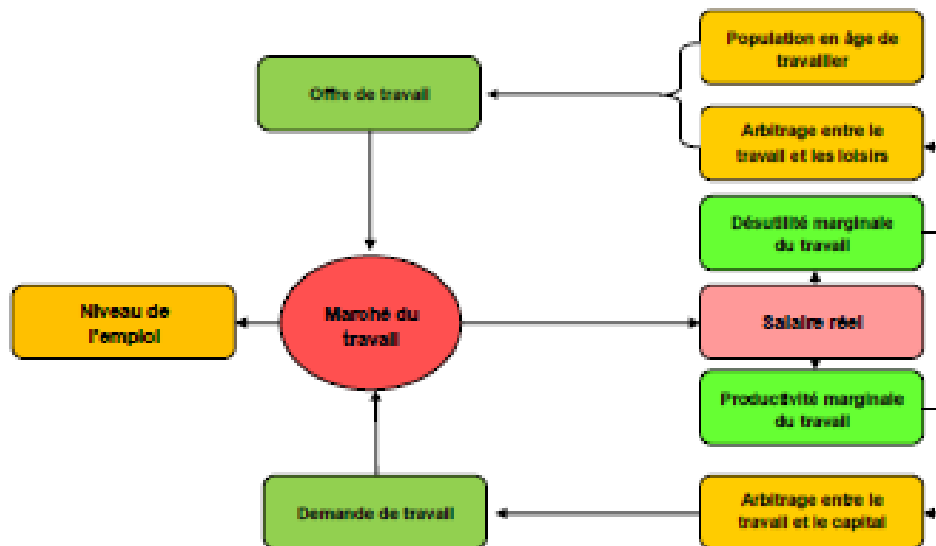 Population en âge de
travailler
Offre de travail
Arbitrage entre le
travail et les loisirs
Désutilité marginale
du travail
Niveau de
l'emploi
Marché du
travail
Salaire réel
Productivité marginale
du travail
Demande de travail
Arbitrage entre le
travail et le capital